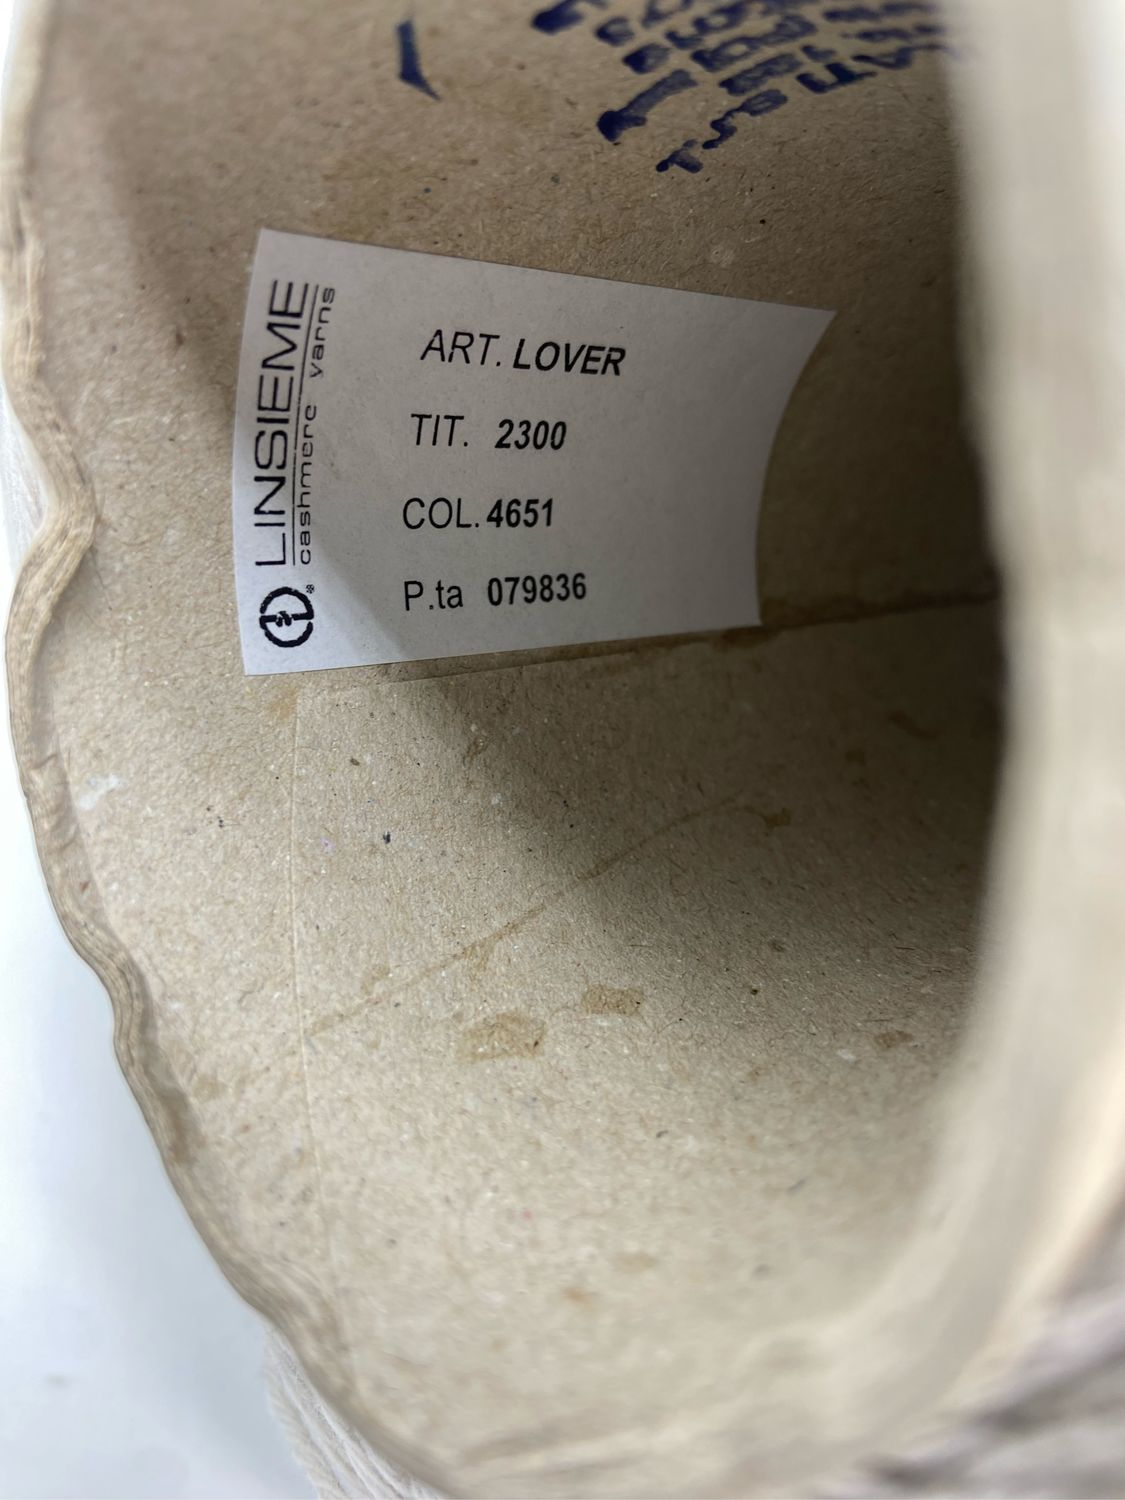 LINSIEME
cashmere yarns
ART. LOVER
TIT. 2300
COL. 4651
P.ta 079836